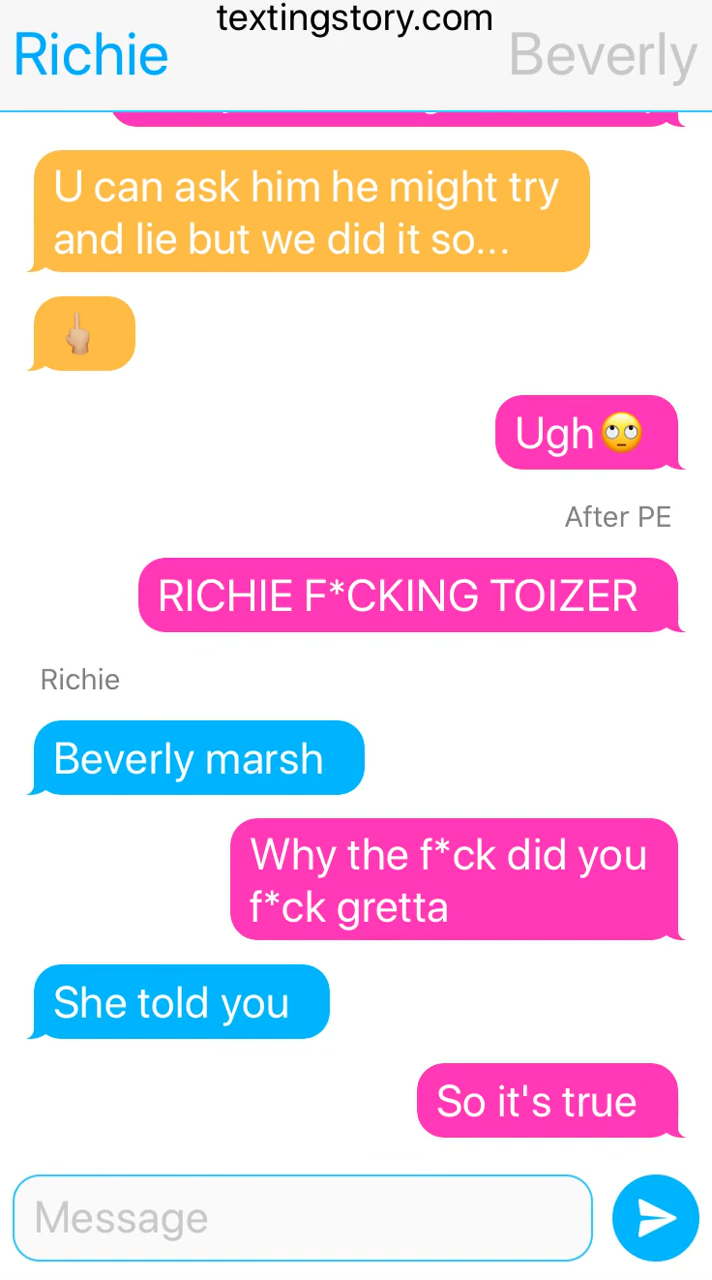 textingstory.com
Richie
Beverly
U can ask him he might try
and lie but we did it so...
🖕🏼
Ugh🙄
After PE
RICHIE F*CKING TOIZER
Richie
Beverly marsh
Why the f*ck did you
f*ck gretta
She told you
So it's true
Message